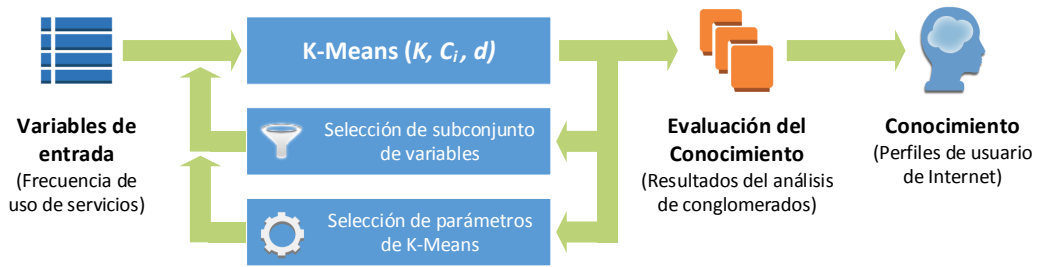 K-Means (K, Ci, d)
Selección de subconjunto
de variables
Selección de parámetros
de K-Means
Variables de
entrada
(Frecuencia de
uso de servicios)
Evaluación del
Conocimiento
(Resultados del análisis
de conglomerados)
Conocimiento
(Perfiles de usuario
de Internet)